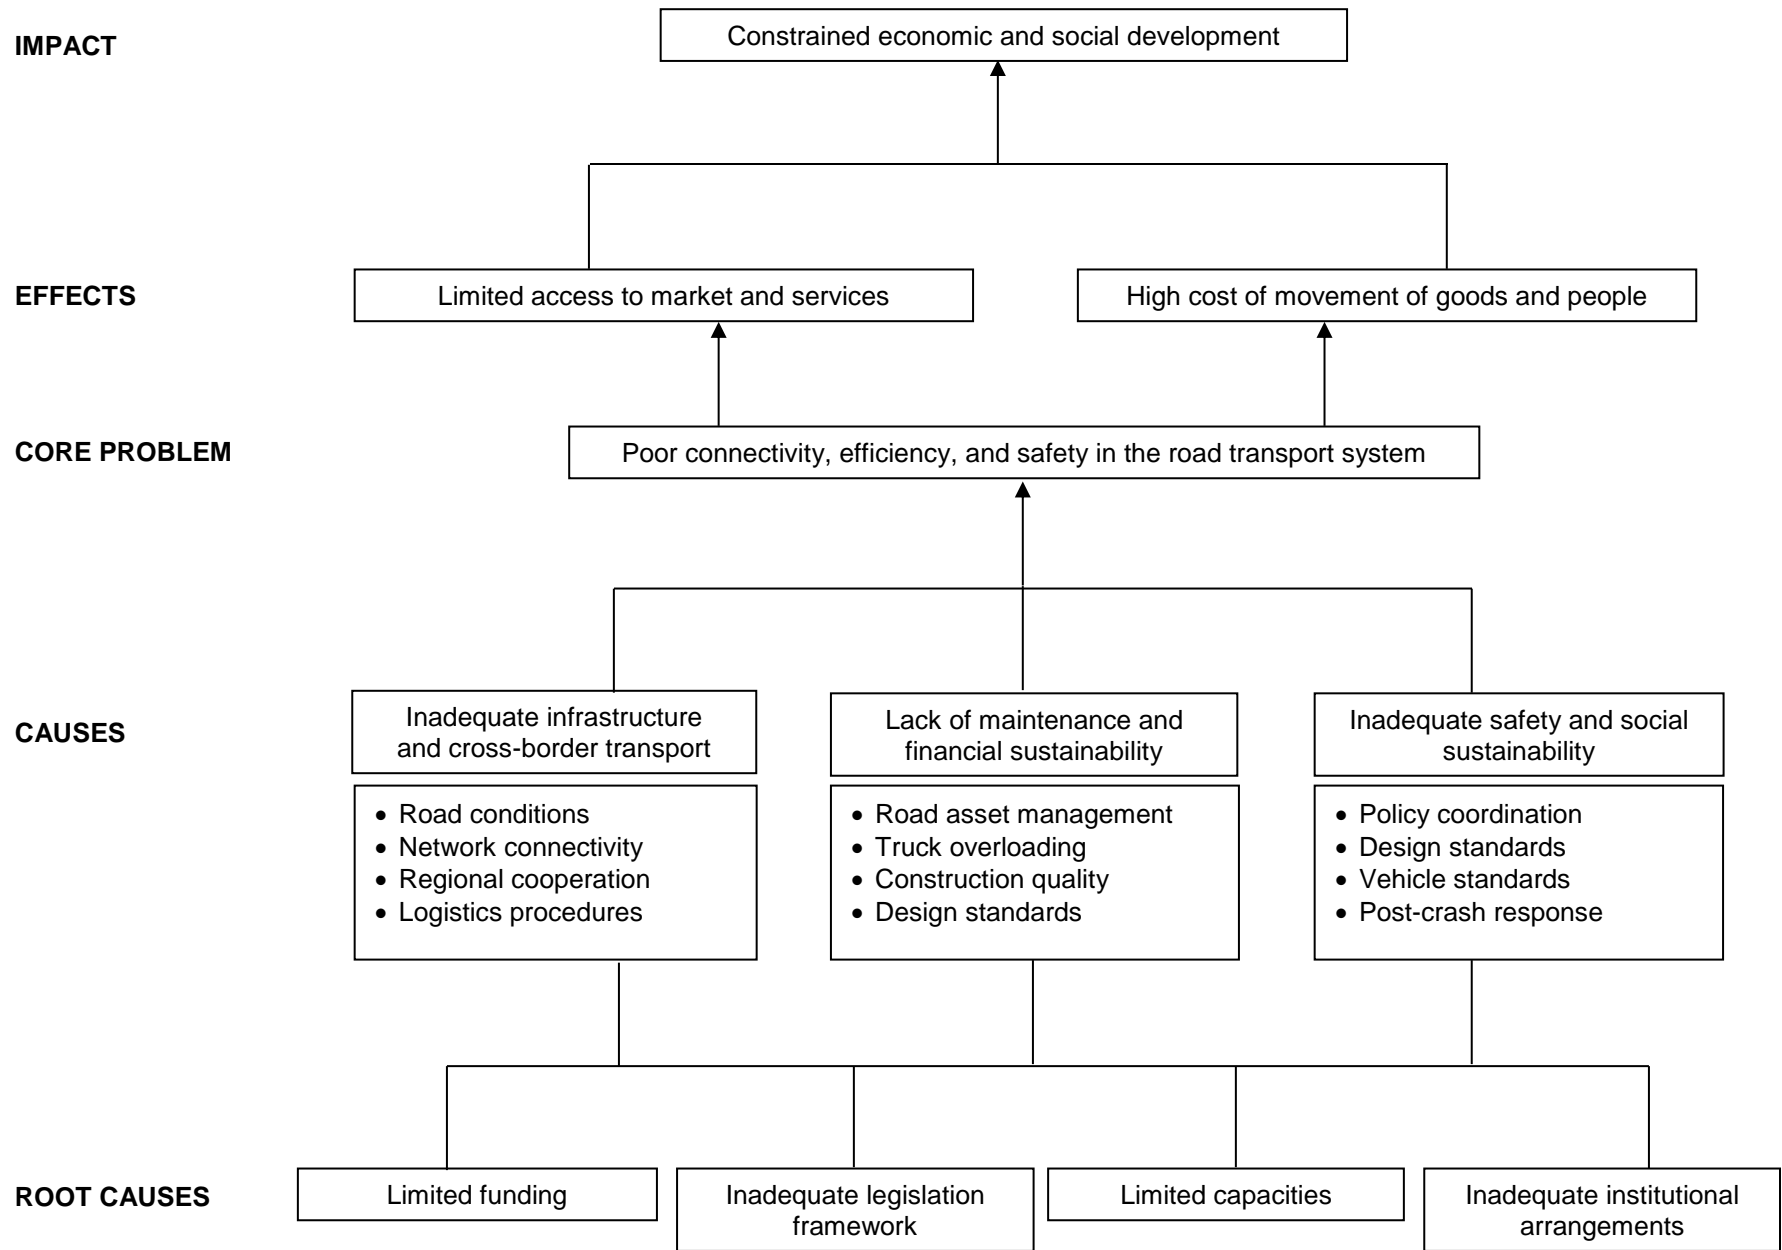 IMPACT
Constrained economic and social development
EFFECTS
Limited access to market and services
High cost of movement of goods and people
CORE PROBLEM
Poor connectivity, efficiency, and safety in the road transport system
CAUSES
Inadequate infrastructure
and cross-border transport
Lack of maintenance and
financial sustainability
Inadequate safety and social
sustainability
• Road conditions
• Network connectivity
• Regional cooperation
• Logistics procedures
• Road asset management
• Truck overloading
• Construction quality
• Design standards
• Policy coordination
• Design standards
• Vehicle standards
• Post-crash response
ROOT CAUSES
Limited funding
Inadequate legislation
framework
Limited capacities
Inadequate institutional
arrangements